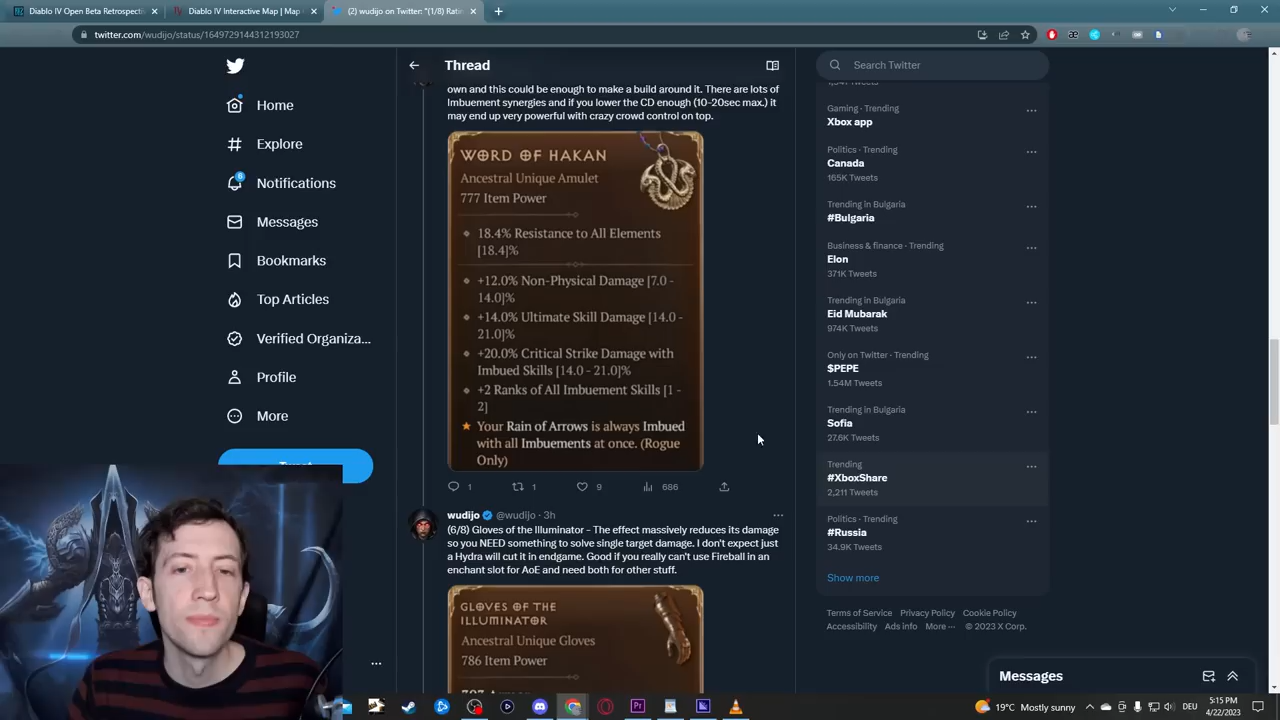 Diablo IV Open Beta Retrospecti
Diablo IV Interactive Map | Map
(2) wudijo on Twitter: "(1/8) Ratin
twitter.com/wudijo/status/1649729144312193027
Home
Explore
6
Notifications
Messages
Bookmarks
Top Articles
Verified Organiza...
Profile
More
Thread
own and this could be enough to make a build around it. There are lots of
Imbuement synergies and if you lower the CD enough (10-20sec max.) it
may end up very powerful with crazy crowd control on top.
WORD OF HAKAN
Ancestral Unique Amulet
777 Item Power
18.4% Resistance to All Elements
[18.4]%
+12.0% Non-Physical Damage [7.0 -
14.0]%
+14.0% Ultimate Skill Damage [14.0 -
21.0]%
+20.0% Critical Strike Damage with
Imbued Skills [14.0 - 21.0]%
+2 Ranks of All Imbuement Skills [1 -
2]
Your Rain of Arrows is always Imbued
with all Imbuements at once. (Rogue
Only)
1 1 9 686
wudijo @wudijo · 3h
(6/8) Gloves of the Illuminator - The effect massively reduces its damage
so you NEED something to solve single target damage. I don't expect just
a Hydra will cut it in endgame. Good if you really can't use Fireball in an
enchant slot for AoE and need both for other stuff.
GLOVES OF THE
ILLUMINATOR
Ancestral Unique Gloves
786 Item Power
Search Twitter
Gaming · Trending
Xbox app
Politics · Trending
Canada
165K Tweets
Trending in Bulgaria
#Bulgaria
Business & finance · Trending
Elon
371K Tweets
Trending in Bulgaria
Eid Mubarak
974K Tweets
Only on Twitter · Trending
$PEPE
1.54M Tweets
Trending in Bulgaria
Sofia
27.6K Tweets
Trending
#XboxShare
2,211 Tweets
Politics · Trending
#Russia
34.9K Tweets
Show more
Terms of Service Privacy Policy Cookie Policy
Accessibility Ads info More ··· © 2023 X Corp.
Messages
19°C Mostly sunny
DEU
5:15 PM
4/22/2023